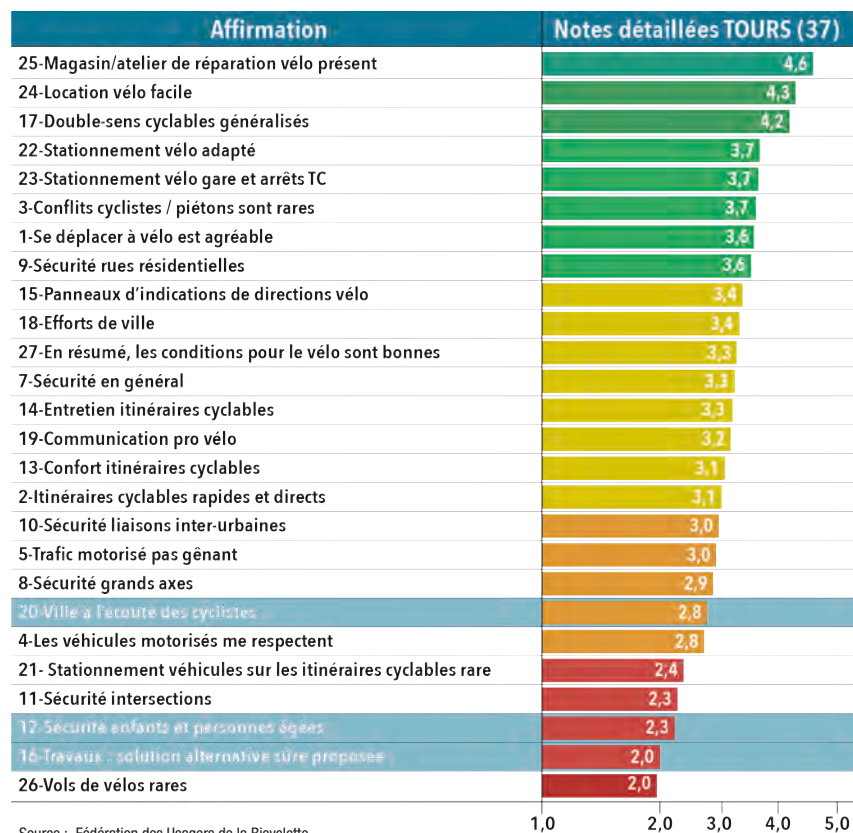 Affirmation Notes détaillées TOURS (37)
25-Magasin/atelier de réparation vélo présent 4,6
24-Location vélo facile 4,3
17-Double-sens cyclables généralisés 4,2
22-Stationnement vélo adapté 3,7
23-Stationnement vélo gare et arrêts TC 3,7
3-Conflits cyclistes / piétons sont rares 3,7
1-Se déplacer à vélo est agréable 3,6
9-Sécurité rues résidentielles 3,6
15-Panneaux d'indications de directions vélo 3,4
18-Efforts de ville 3,4
27-En résumé, les conditions pour le vélo sont bonnes 3,3
7-Sécurité en général 3,3
14-Entretien itinéraires cyclables 3,3
19-Communication pro vélo 3,2
13-Confort itinéraires cyclables 3,1
2-Itinéraires cyclables rapides et directs 3,1
10-Sécurité liaisons inter-urbaines 3,0
5-Trafic motorisé pas gênant 3,0
8-Sécurité grands axes 2,9
20-Ville à l'écoute des cyclistes 2,8
4-Les véhicules motorisés me respectent 2,8
21- Stationnement véhicules sur les itinéraires cyclables rare 2,4
11-Sécurité intersections 2,3
12-Sécurité enfants et personnes âgées 2,3
16-Travaux : solution alternative sûre proposée 2,0
26-Vols de vélos rares 2,0
1,0 2,0 3,0 4,0 5,0
Source : Fédération des Usagers de la Bicyclette